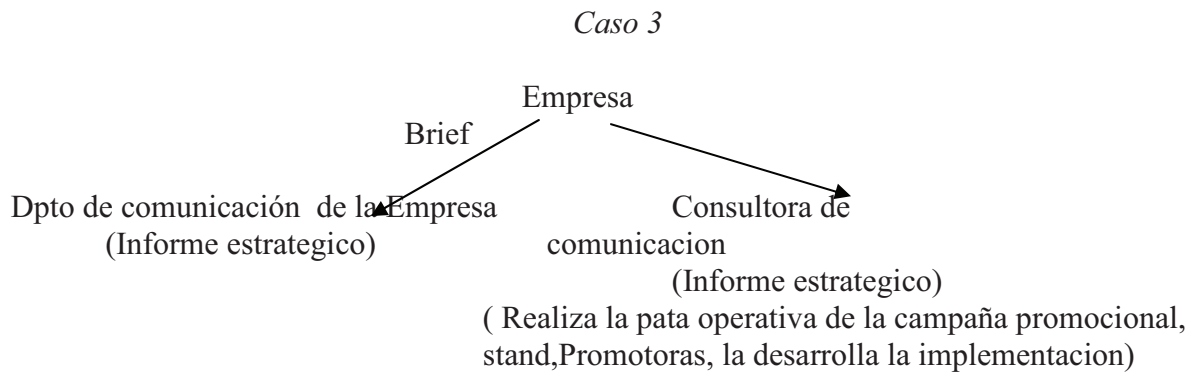 Caso 3
Empresa
Brief
Dpto de comunicación de la Empresa
(Informe estrategico)
Consultora de
comunicacion
(Informe estrategico)
( Realiza la pata operativa de la campaña promocional,
stand,Promotoras, la desarrolla la implementacion)